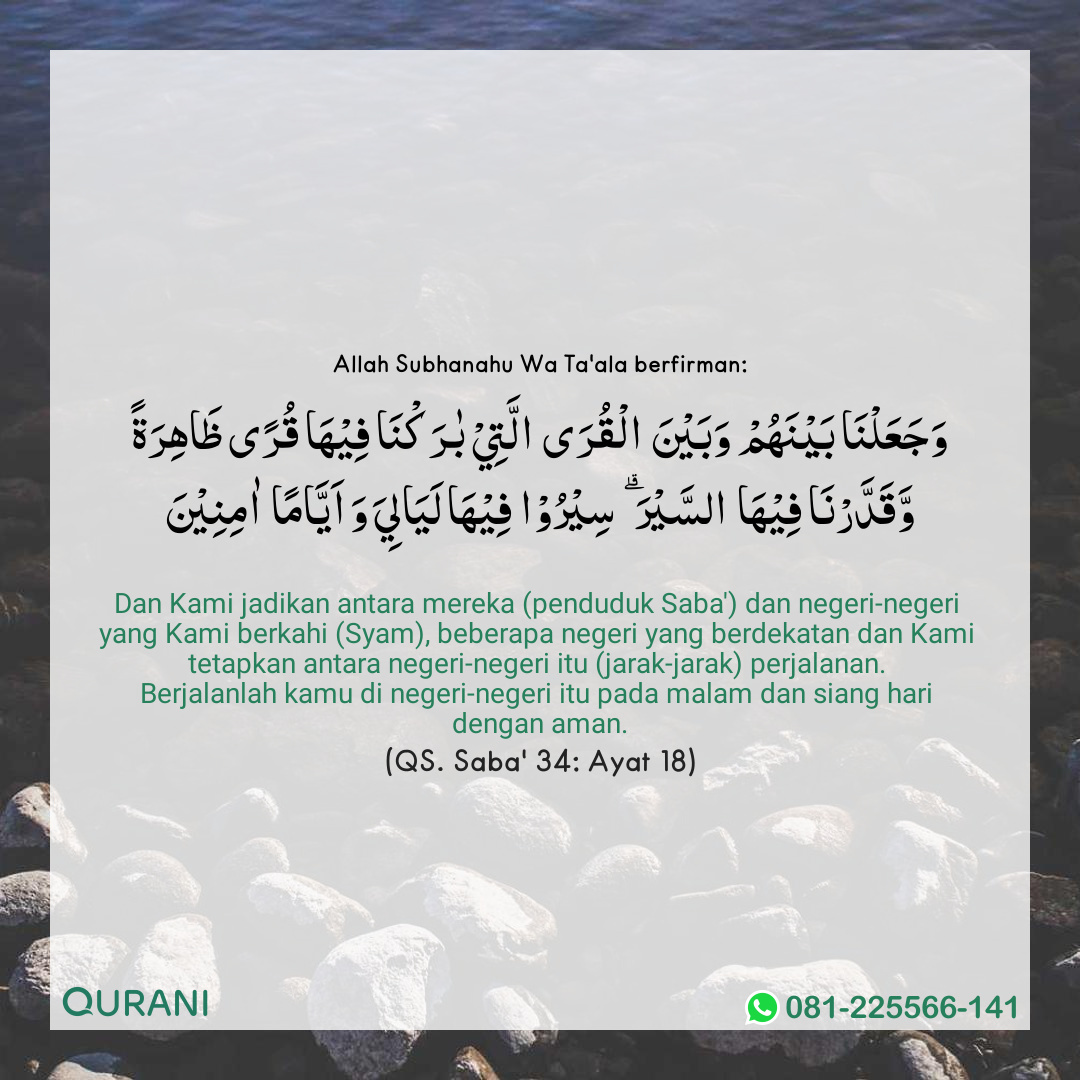 Allah Subhanahu Wa Ta'ala berfirman:
وَجَعَلْنَا بَيْنَهُمْ وَبَيْنَ الْقُرَى الَّتِيْ بٰرَكْنَا فِيْهَا قُرًى ظَاهِرَةً
وَّقَدَّرْنَا فِيْهَا السَّيْرَۗ سِيْرُوْا فِيْهَا لَيَالِيَ وَاَيَّامًا اٰمِنِيْنَ
Dan Kami jadikan antara mereka (penduduk Saba') dan negeri-negeri
yang Kami berkahi (Syam), beberapa negeri yang berdekatan dan Kami
tetapkan antara negeri-negeri itu (jarak-jarak) perjalanan.
Berjalanlah kamu di negeri-negeri itu pada malam dan siang hari
dengan aman.
(QS. Saba' 34: Ayat 18)
QURANI
081-225566-141